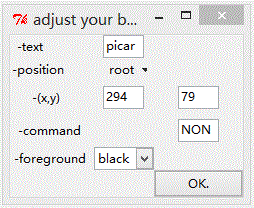 adjust your b...
-text picar
-position root
-(x,y) 294 79
-command NON
-foreground black
OK.